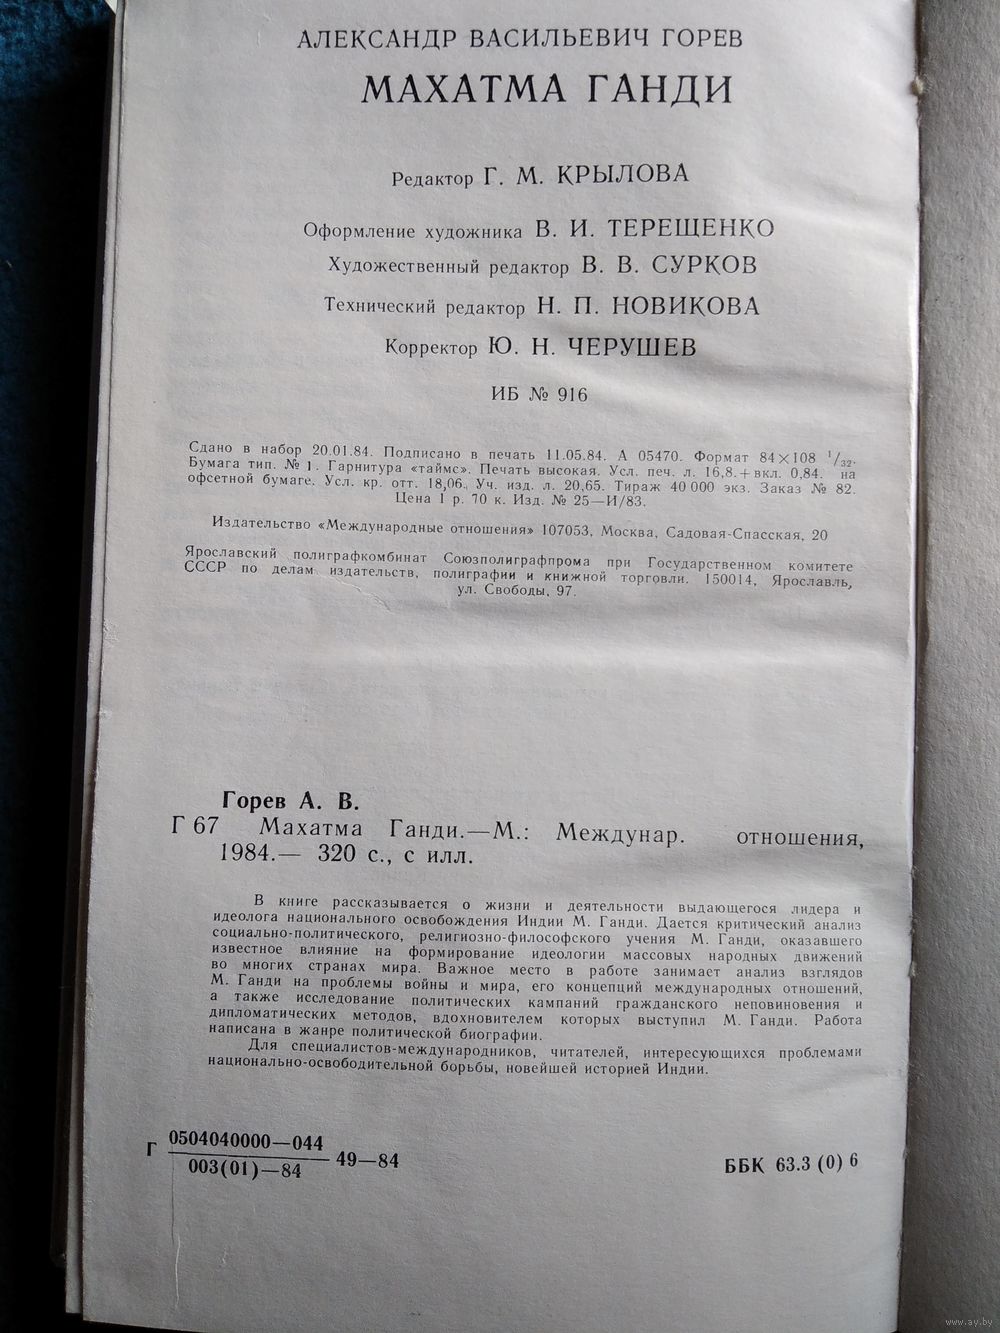 АЛЕКСАНДР ВАСИЛЬЕВИЧ ГОРЕВ
МАХАТМА ГАНДИ
Редактор Г. М. КРЫЛОВА
Оформление художника В. И. ТЕРЕЩЕНКО
Художественный редактор В. В. СУРКОВ
Технический редактор Н. П. НОВИКОВА
Корректор Ю. Н. ЧЕРУШЕВ
ИБ № 916
Сдано в набор 20.01.84. Подписано в печать 11.05.84. А 05470. Формат 84×108 1/32.
Бумага тип. № 1. Гарнитура «таймс». Печать высокая. Усл. печ. л. 16,8.+вкл. 0,84. на
офсетной бумаге. Усл. кр. отт. 18,06. Уч. изд. л. 20,65. Тираж 40 000 экз. Заказ № 82.
Цена 1 р. 70 к. Изд. № 25—И/83.
Издательство «Международные отношения» 107053, Москва, Садовая-Спасская, 20
Ярославский полиграфкомбинат Союзполиграфпрома при Государственном комитете
СССР по делам издательств, полиграфии и книжной торговли. 150014, Ярославль,
ул. Свободы, 97.
Горев А. В.
Г 67 Махатма Ганди.—М.: Междунар. отношения,
1984.— 320 с., с илл.
В книге рассказывается о жизни и деятельности выдающегося лидера и
идеолога национального освобождения Индии М. Ганди. Дается критический анализ
социально-политического, религиозно-философского учения М. Ганди, оказавшего
известное влияние на формирование идеологии массовых народных движений
во многих странах мира. Важное место в работе занимает анализ взглядов
М. Ганди на проблемы войны и мира, его концепций международных отношений,
а также исследование политических кампаний гражданского неповиновения и
дипломатических методов, вдохновителем которых выступил М. Ганди. Работа
написана в жанре политической биографии.
Для специалистов-международников, читателей, интересующихся проблемами
национально-освободительной борьбы, новейшей историей Индии.
Г 0504040000—044
003(01)—84 49—84
ББК 63.3 (0) 6
www.ay.by